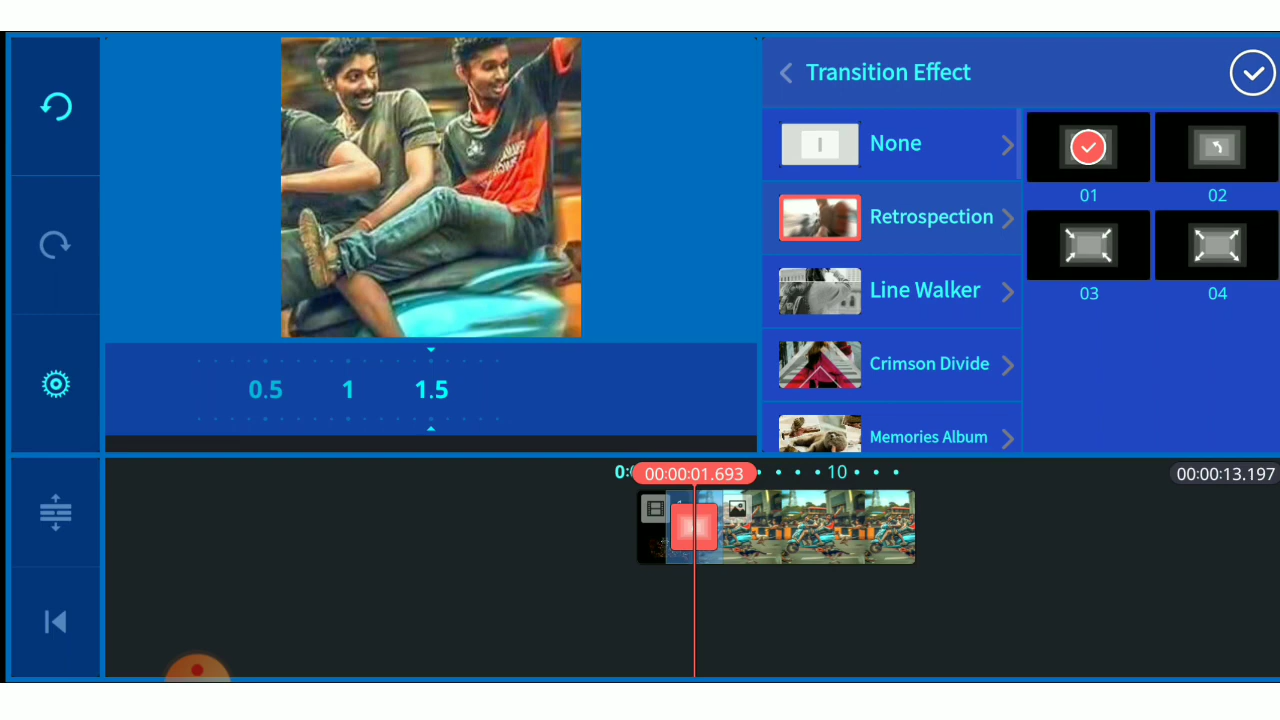 Transition Effect
None
Retrospection
Line Walker
Crimson Divide
Memories Album
01
02
03
04
0.5 1 1.5
00:00:01.693
10
00:00:13.197